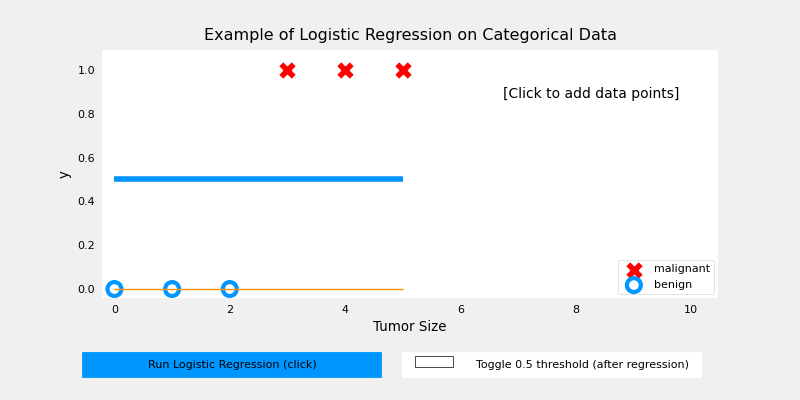 Example of Logistic Regression on Categorical Data
1.0
0.8
0.6
0.4
0.2
0.0
y
[Click to add data points]
malignant
benign
0 2 4 6 8 10
Tumor Size
Run Logistic Regression (click)
Toggle 0.5 threshold (after regression)